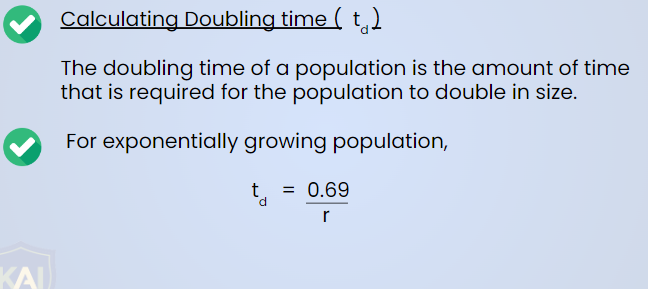 Calculating Doubling time ( t_d )
The doubling time of a population is the amount of time
that is required for the population to double in size.
For exponentially growing population,
t_d = 0.69
r
KAI